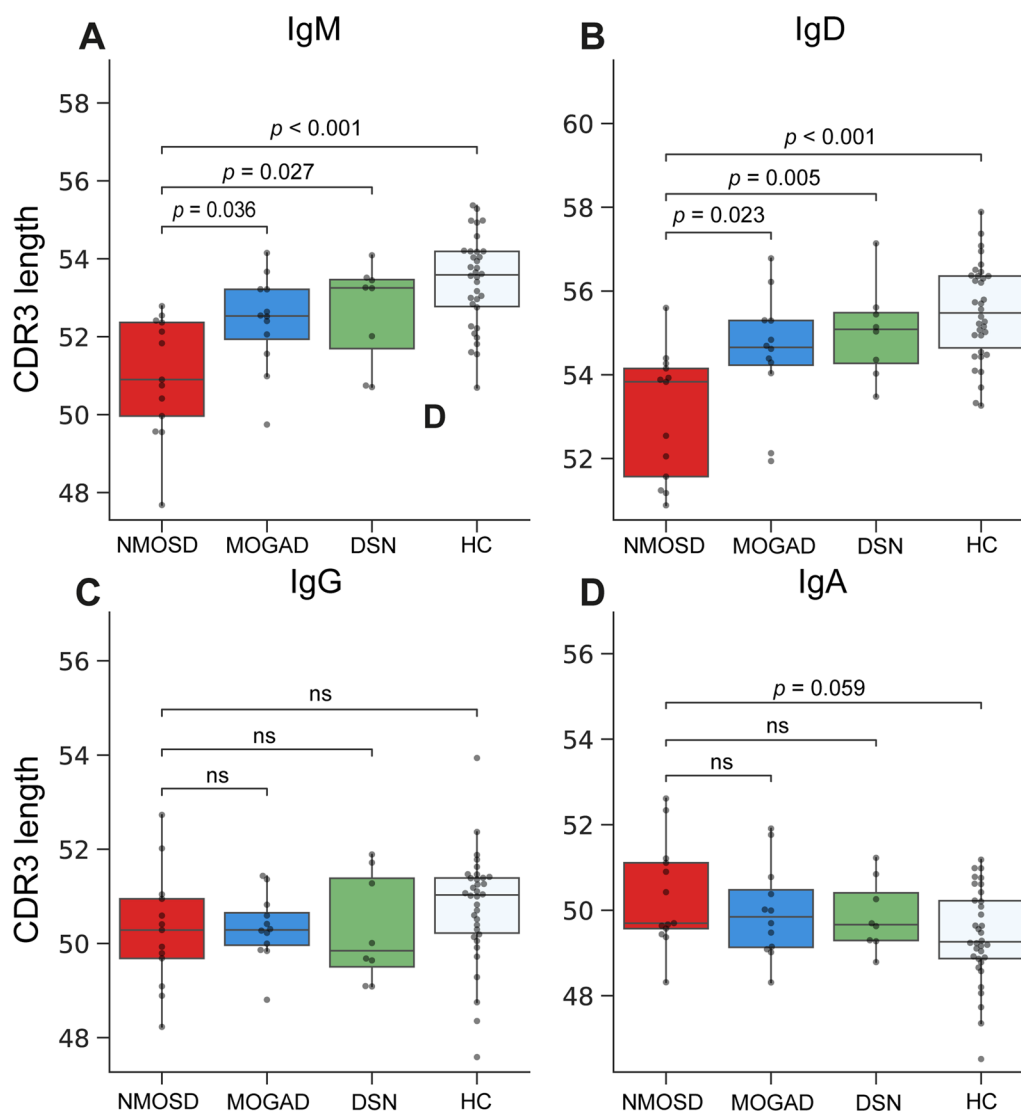 A IgM
58
56
54
52
50
48
CDR3 length
p < 0.001
p = 0.027
p = 0.036
D
NMOSD MOGAD DSN HC
B IgD
60
58
56
54
52
p < 0.001
p = 0.005
p = 0.023
NMOSD MOGAD DSN HC
C IgG
56
54
52
50
48
CDR3 length
ns
ns
ns
NMOSD MOGAD DSN HC
D IgA
56
54
52
50
48
p = 0.059
ns
ns
NMOSD MOGAD DSN HC